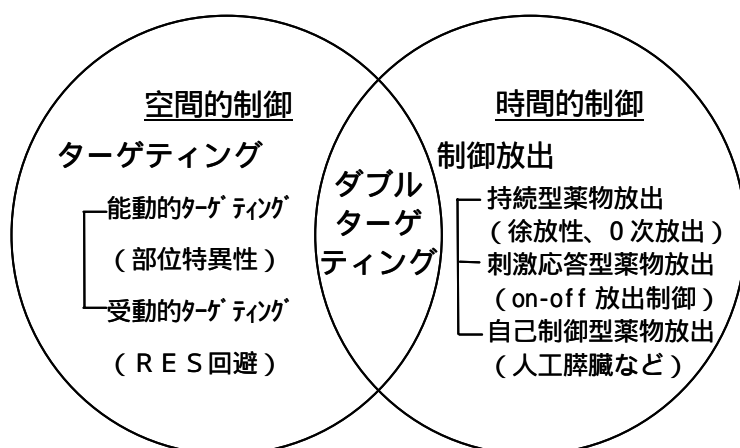 空間的制御
ターゲティング
能動的ﾀｰｹﾞﾃｨﾝｸﾞ
（部位特異性）
受動的ﾀｰｹﾞﾃｨﾝｸﾞ
（ＲＥＳ回避）
ダブル
ターゲ
ティング
時間的制御
制御放出
持続型薬物放出
（徐放性、０次放出）
刺激応答型薬物放出
（on-off 放出制御）
自己制御型薬物放出
（人工膵臓など）